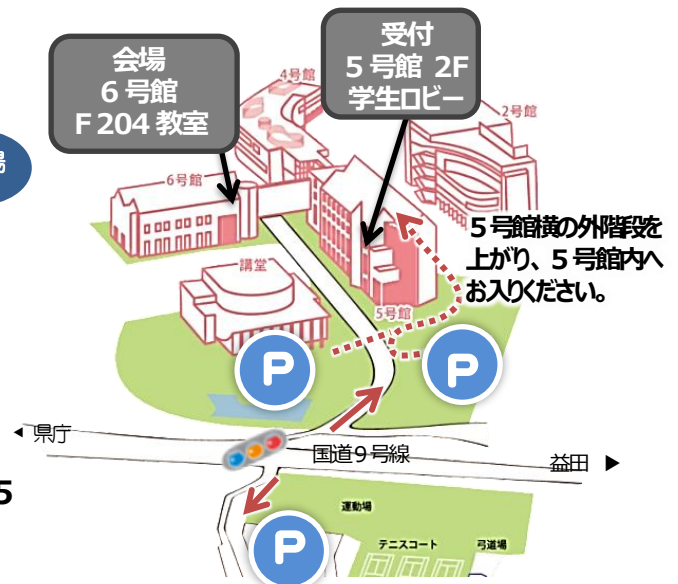 会場
6 号館
F 204 教室
受付
5 号館 2F
学生ロビー
4号館
2号館
場
6号館
5号館横の外階段を
上がり、5号館内へ
お入りください。
講堂
5号館
P
P
◀ 県庁
国道9号線
益田 ▶
5
運動場
P
テニスコート
弓道場